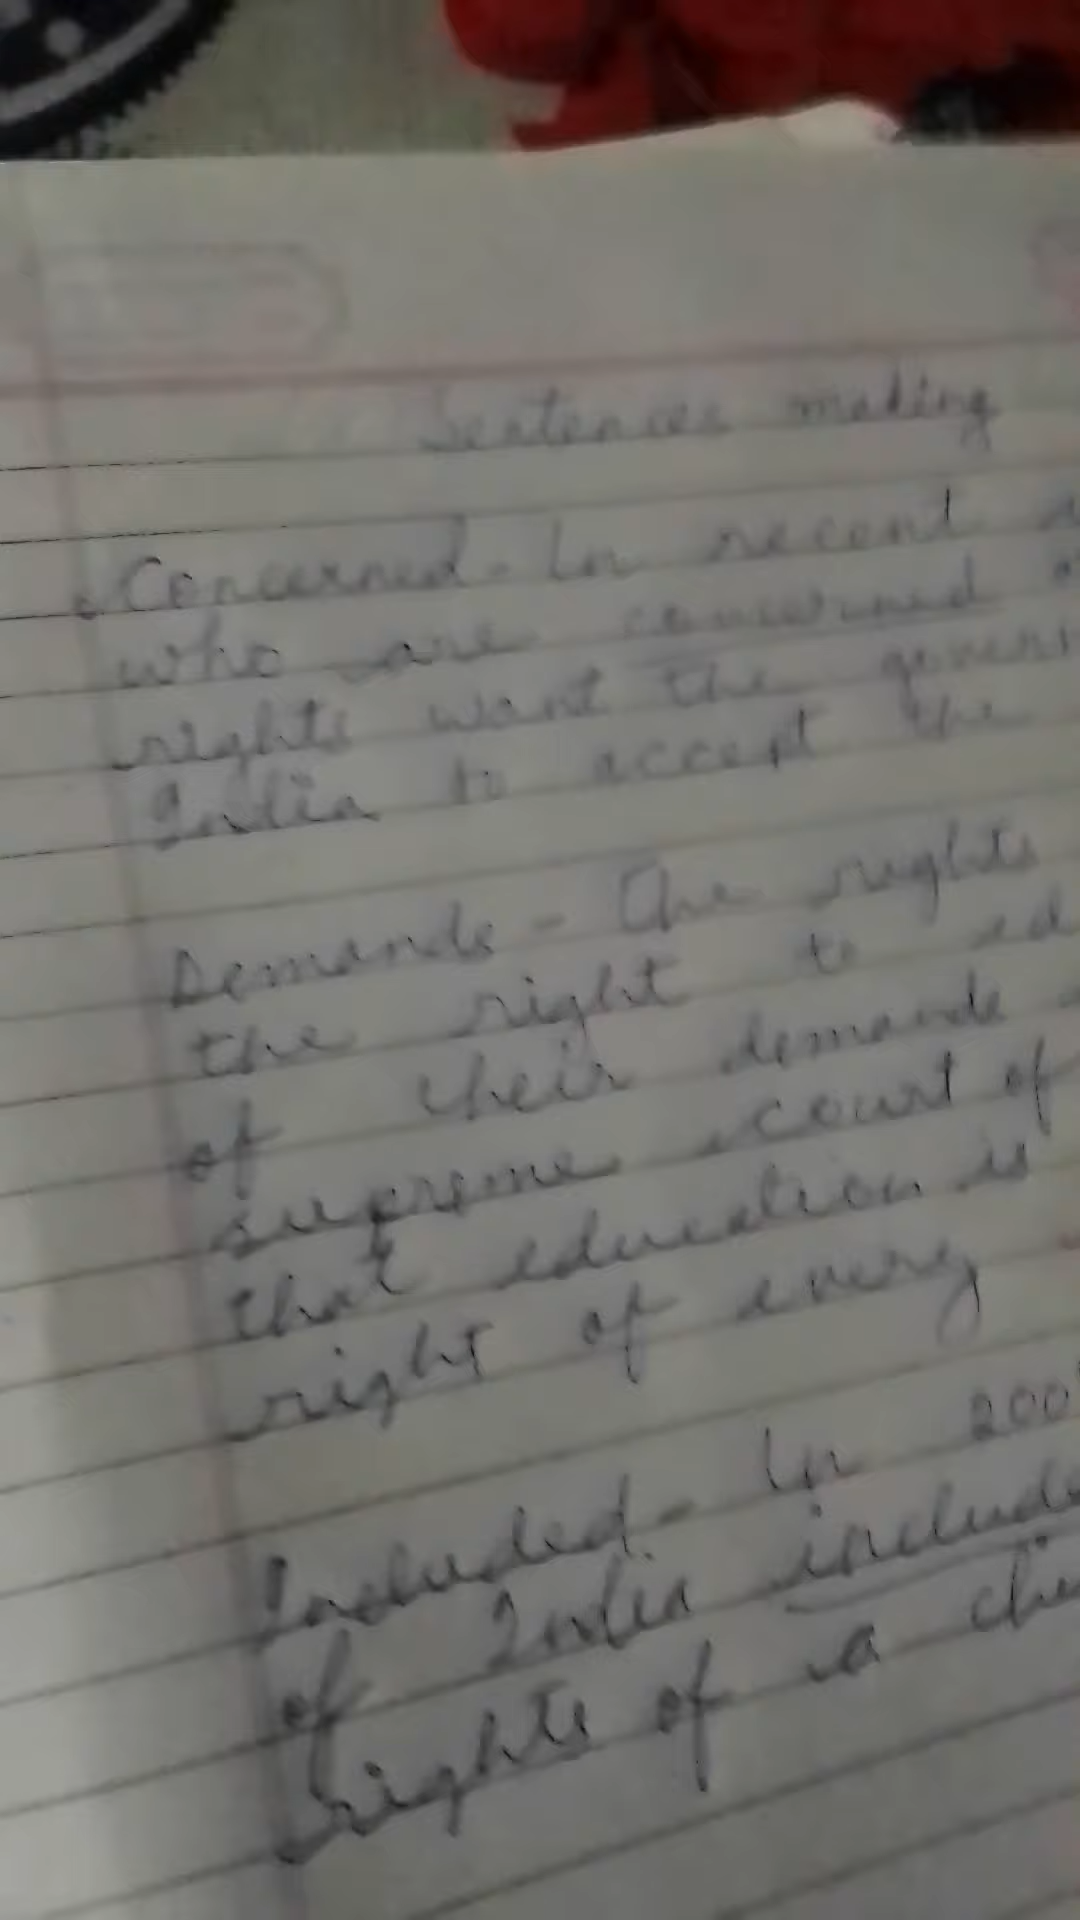 Sentences making
Concerned - In recent
who are concerned
rights want the
India to accept the
Demands - The rights
the right to
of their demands
supreme court of
that education is
right of every
Included - In
of India
rights of a